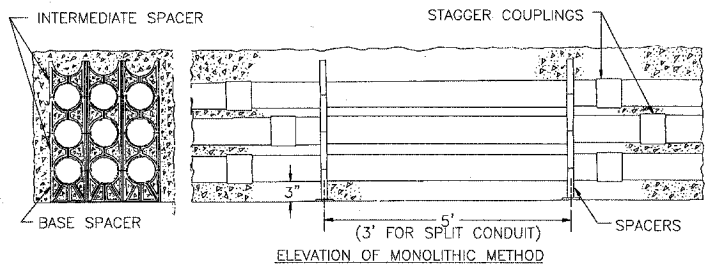 INTERMEDIATE SPACER
STAGGER COUPLINGS
3"
BASE SPACER
5'
(3' FOR SPLIT CONDUIT)
SPACERS
ELEVATION OF MONOLITHIC METHOD